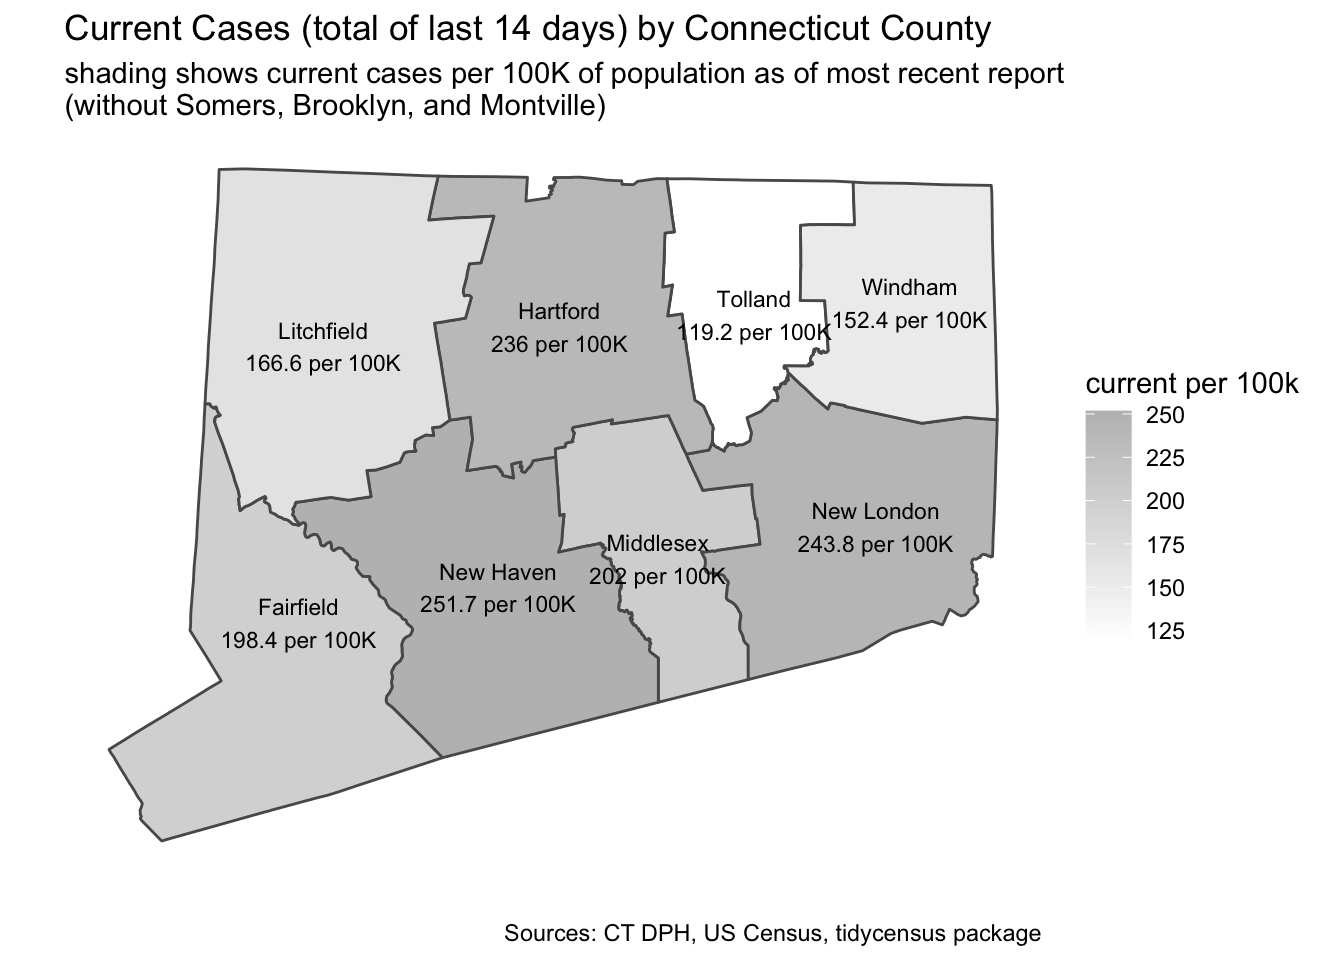 Current Cases (total of last 14 days) by Connecticut County
shading shows current cases per 100K of population as of most recent report
(without Somers, Brooklyn, and Montville)
Litchfield
166.6 per 100K
Hartford
236 per 100K
Tolland
119.2 per 100K
Windham
152.4 per 100K
New London
243.8 per 100K
Middlesex
202 per 100K
New Haven
251.7 per 100K
Fairfield
198.4 per 100K
current per 100k
250
225
200
175
150
125
Sources: CT DPH, US Census, tidycensus package